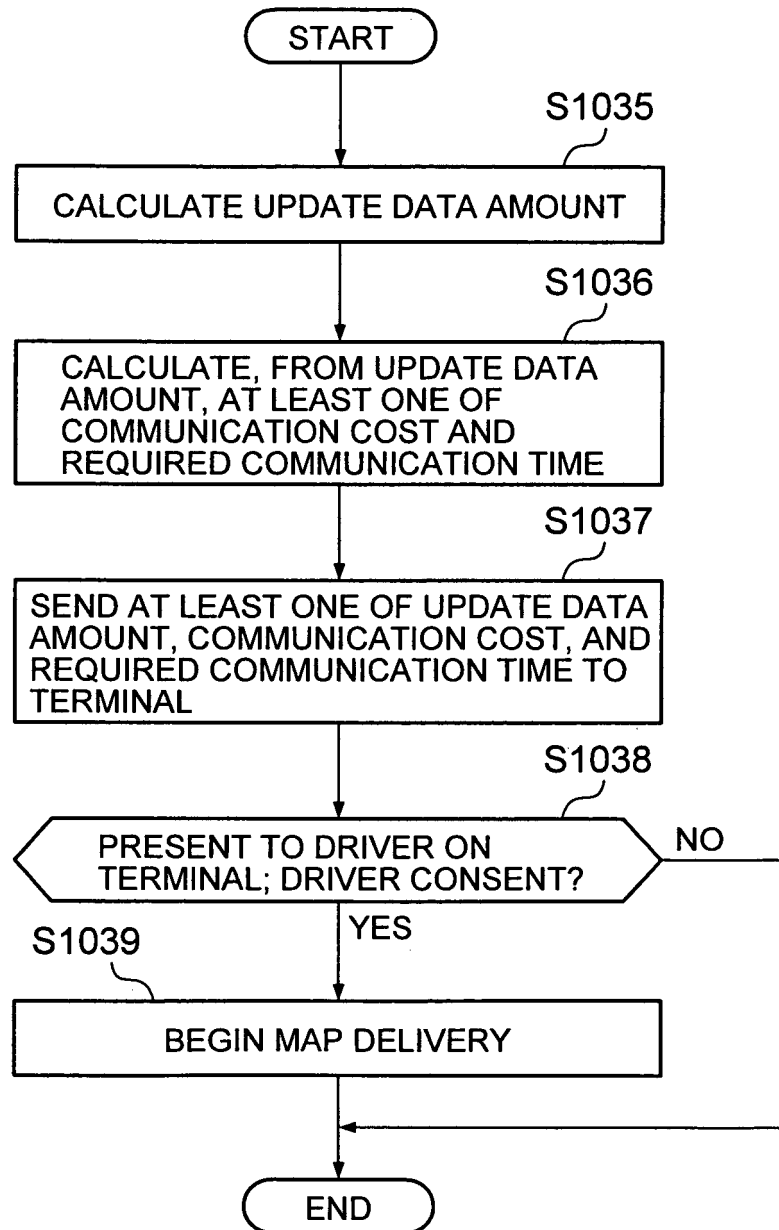 START
S1035
CALCULATE UPDATE DATA AMOUNT
S1036
CALCULATE, FROM UPDATE DATA
AMOUNT, AT LEAST ONE OF
COMMUNICATION COST AND
REQUIRED COMMUNICATION TIME
S1037
SEND AT LEAST ONE OF UPDATE DATA
AMOUNT, COMMUNICATION COST, AND
REQUIRED COMMUNICATION TIME TO
TERMINAL
S1038
PRESENT TO DRIVER ON
TERMINAL; DRIVER CONSENT?
NO
YES
S1039
BEGIN MAP DELIVERY
END